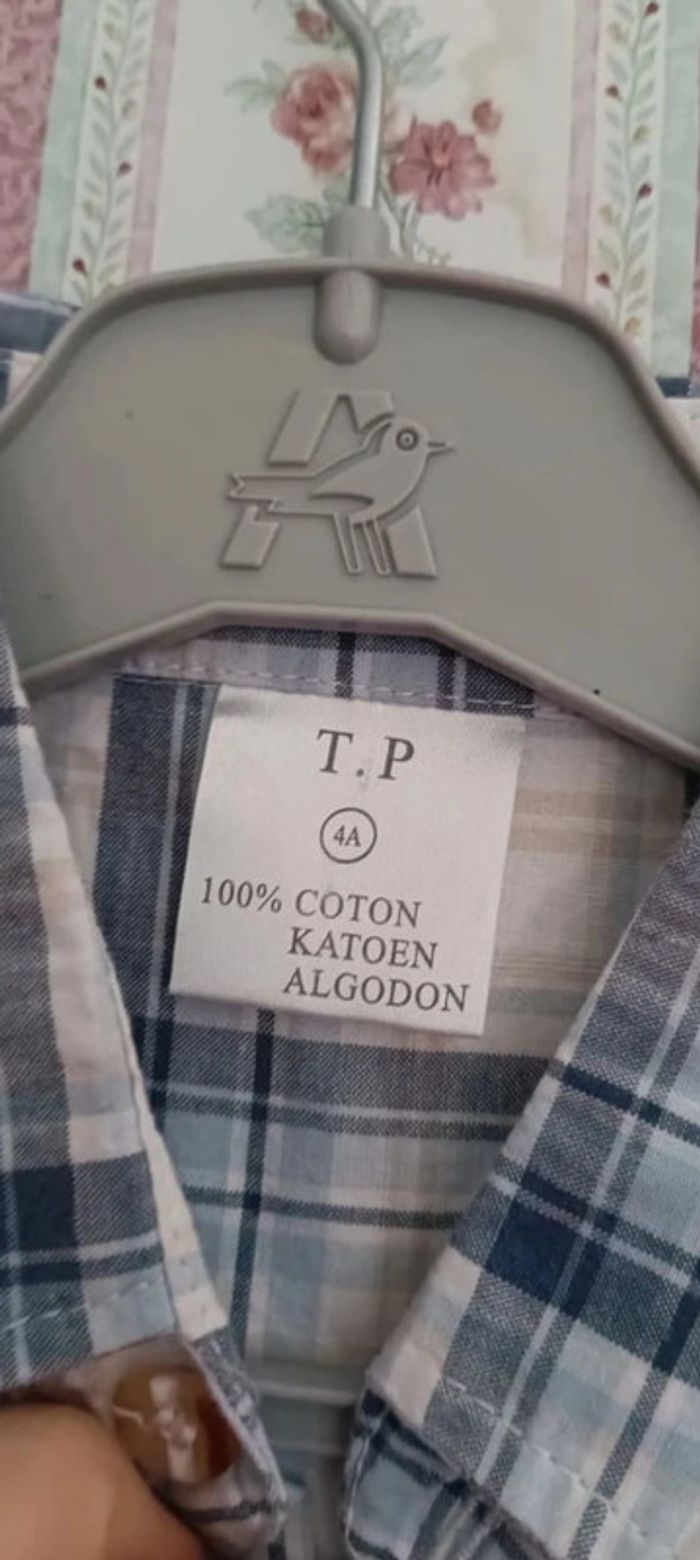 T.P
4A
100% COTON
KATOEN
ALGODON